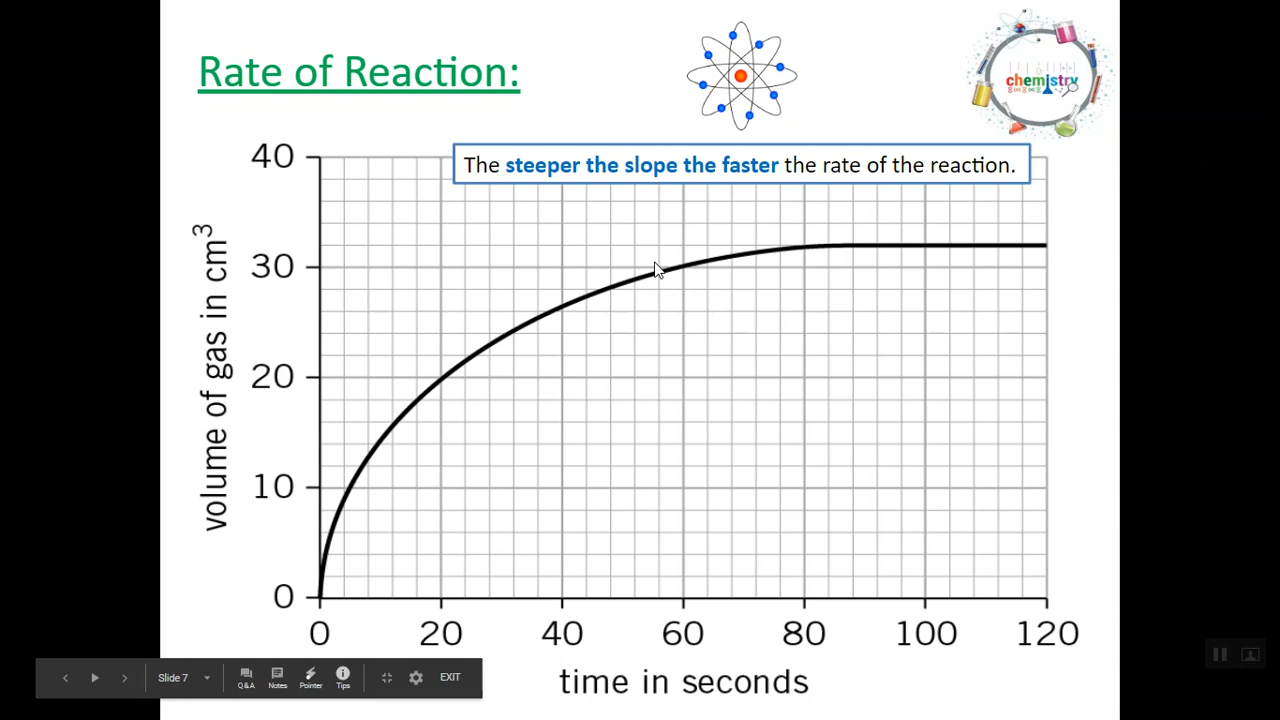 Rate of Reaction:
chemistry
The steeper the slope the faster the rate of the reaction.
volume of gas in cm³
40
30
20
10
0
0 20 40 60 80 100 120
time in seconds
Slide 7
Q&A Notes Pointer Tips
EXIT